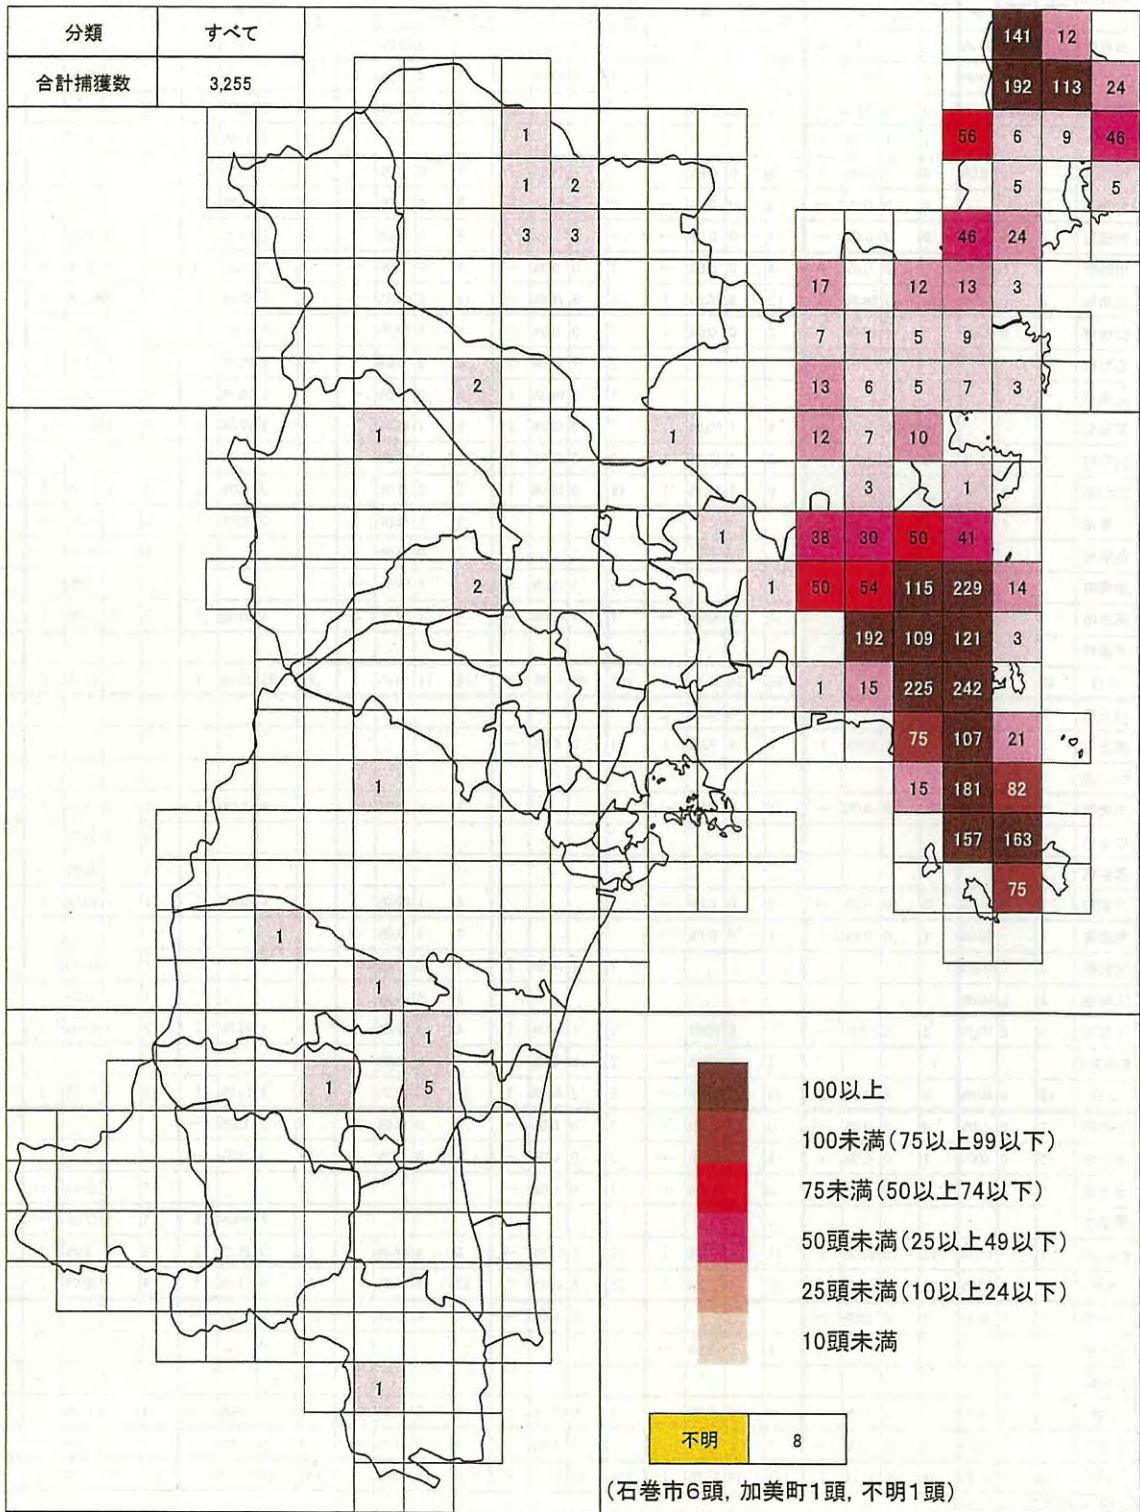 分類 すべて
合計捕獲数 3,255
141 12
192 113 24
1 56 6 9 46
1 2 5 5
3 3 46 24
17 12 13 3
7 1 5 9
2 13 6 5 7 3
1 1 12 7 10
3 1
1 38 30 50 41
2 1 50 54 115 229 14
192 109 121 3
1 15 225 242
75 107 21
1 15 181 82
157 163
75
1
1
1
1 5
1
100以上
100未満(75以上99以下)
75未満(50以上74以下)
50頭未満(25以上49以下)
25頭未満(10以上24以下)
10頭未満
不明 8
(石巻市6頭, 加美町1頭, 不明1頭)